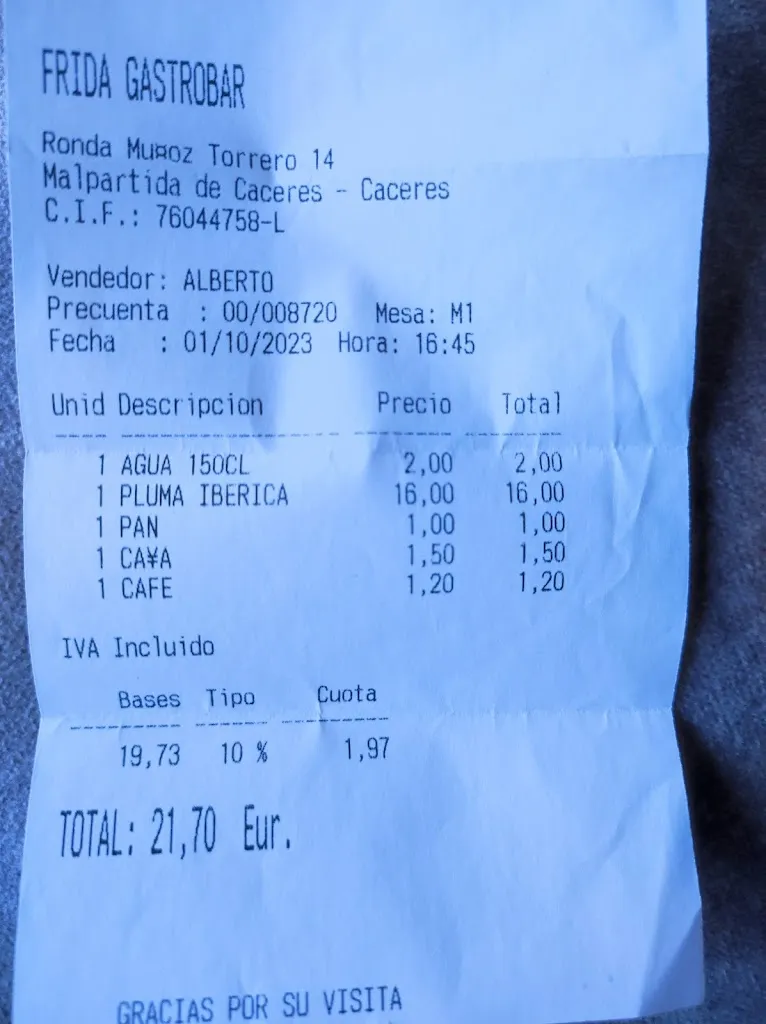 FRIDA GASTROBAR
Ronda Mu¤oz Torrero 14
Malpartida de Caceres - Caceres
C.I.F.: 76044758-L
Vendedor: ALBERTO
Precuenta : 00/008720 Mesa: M1
Fecha : 01/10/2023 Hora: 16:45
Unid Descripcion Precio Total
1 AGUA 150CL 2,00 2,00
1 PLUMA IBERICA 16,00 16,00
1 PAN 1,00 1,00
1 CA¥A 1,50 1,50
1 CAFE 1,20 1,20
IVA Incluido
Bases Tipo Cuota
19,73 10 % 1,97
TOTAL: 21,70 Eur.
GRACIAS POR SU VISITA